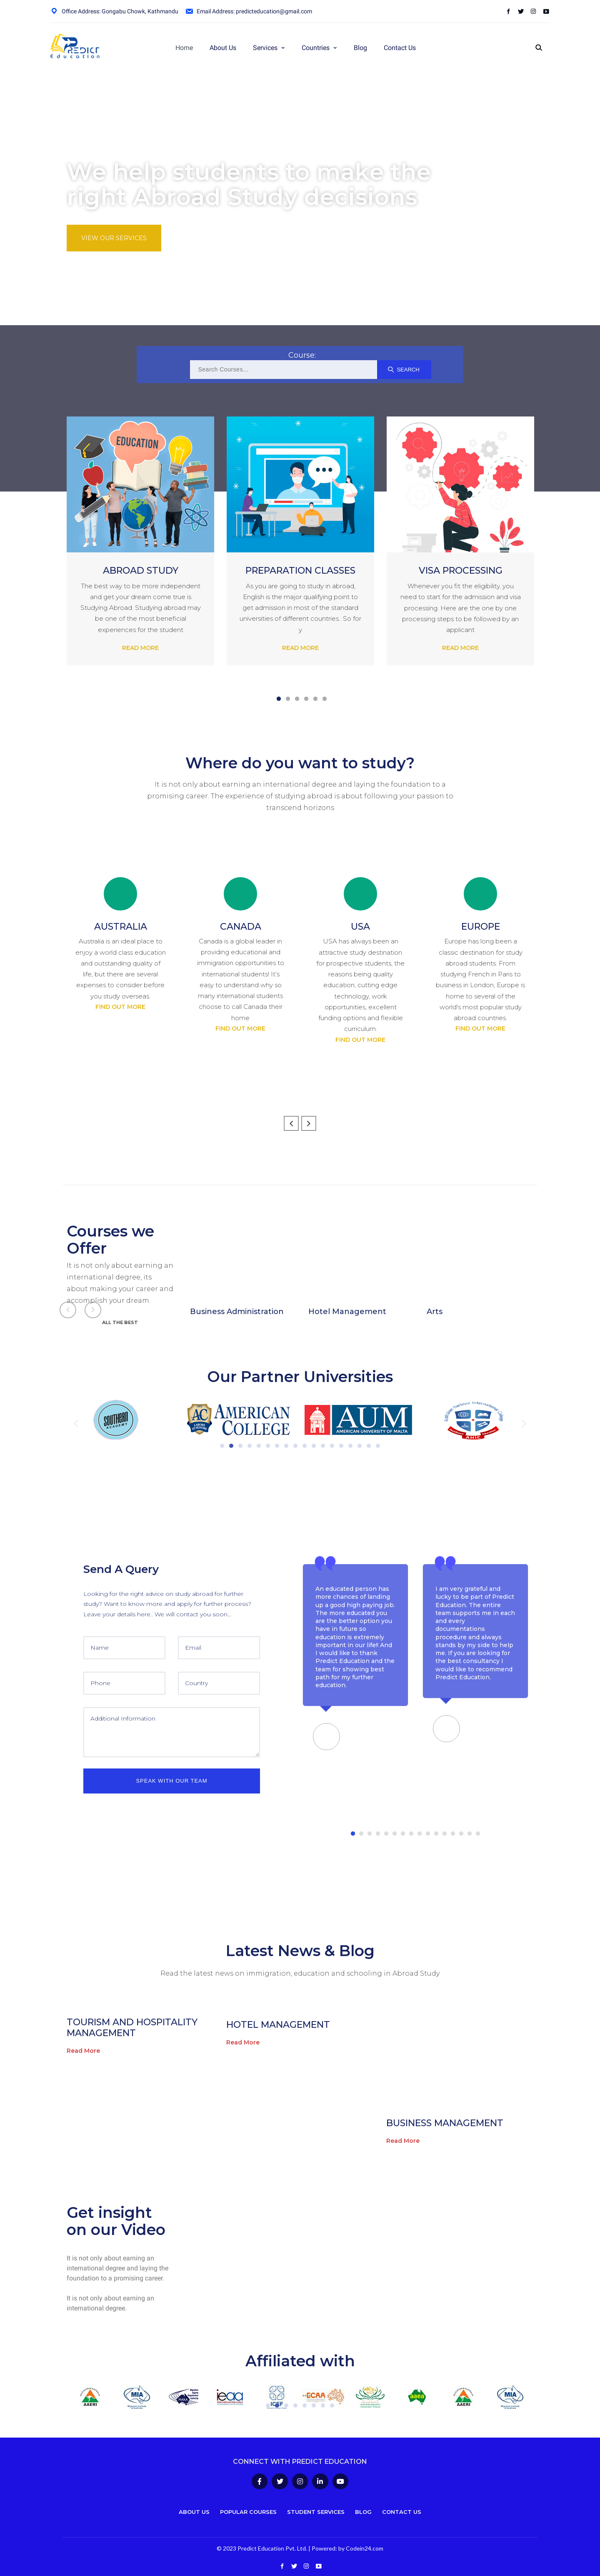 Office Address: Gongabu Chowk, Kathmandu
Email Address: predicteducation@gmail.com
PREDICT
Education
Home
About Us
Services
Countries
Blog
Contact Us
We help students to make the
right Abroad Study decisions
VIEW OUR SERVICES
Course:
Search Courses...
SEARCH
EDUCATION
ABROAD STUDY
The best way to be more independent
and get your dream come true is
Studying Abroad. Studying abroad may
be one of the most beneficial
experiences for the student
READ MORE
PREPARATION CLASSES
As you are going to study in abroad,
English is the major qualifying point to
get admission in most of the standard
universities of different countries.. So for
y
READ MORE
VISA PROCESSING
Whenever you fit the eligibility, you
need to start for the admission and visa
processing. Here are the one by one
processing steps to be followed by an
applicant
READ MORE
Where do you want to study?
It is not only about earning an international degree and laying the foundation to a
promising career. The experience of studying abroad is about following your passion to
transcend horizons
AUSTRALIA
Australia is an ideal place to
enjoy a world class education
and outstanding quality of
life, but there are several
expenses to consider before
you study overseas.
FIND OUT MORE
CANADA
Canada is a global leader in
providing educational and
immigration opportunities to
international students! It's
easy to understand why so
many international students
choose to call Canada their
home
FIND OUT MORE
USA
USA has always been an
attractive study destination
for prospective students; the
reasons being quality
education, cutting edge
technology, work
opportunities, excellent
funding options and flexible
curriculum.
FIND OUT MORE
EUROPE
Europe has long been a
classic destination for study
abroad students. From
studying French in Paris to
business in London, Europe is
home to several of the
world's most popular study
abroad countries.
FIND OUT MORE
Courses we
Offer
It is not only about earning an
international degree, its
about making your career and
accomplish your dream
ALL THE BEST
Business Administration
Hotel Management
Arts
Our Partner Universities
SOUTHERN
ACADEMY
AC
AMERICAN
COLLEGE
AUM
AMERICAN UNIVERSITY OF MALTA
Send A Query
Looking for the right advice on study abroad for further
study? Want to know more and apply for further process?
Leave your details here.. We will contact you soon...
Name
Email
Phone
Country
Additional Information
SPEAK WITH OUR TEAM
An educated person has
more chances of landing
up a good high paying job.
The more educated you
are the better option you
have in future so
education is extremely
important in our life!! And
I would like to thank
Predict Education and the
team for showing best
path for my further
education.
I am very grateful and
lucky to be part of Predict
Education. The entire
team supports me in each
and every
documentations
procedure and always
stands by my side to help
me. If you are looking for
the best consultancy I
would like to recommend
Predict Education.
Latest News & Blog
Read the latest news on immigration, education and schooling in Abroad Study
TOURISM AND HOSPITALITY
MANAGEMENT
Read More
HOTEL MANAGEMENT
Read More
BUSINESS MANAGEMENT
Read More
Get insight
on our Video
It is not only about earning an
international degree and laying the
foundation to a promising career.
It is not only about earning an
international degree.
Affiliated with
AAERI
MIA
ieaa
ICEF
ECAA
AAERI
MIA
CONNECT WITH PREDICT EDUCATION
ABOUT US
POPULAR COURSES
STUDENT SERVICES
BLOG
CONTACT US
© 2023 Predict Education Pvt. Ltd. | Powered: by Codein24.com